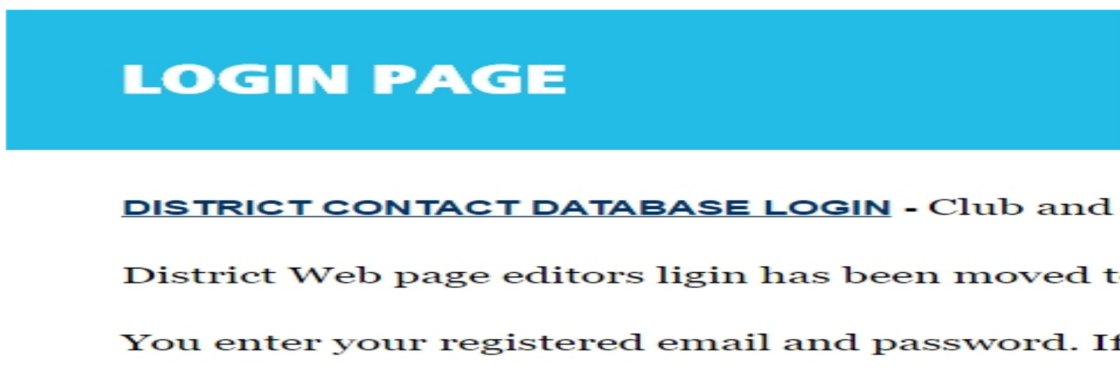 LOGIN PAGE
DISTRICT CONTACT DATABASE LOGIN - Club and
District Web page editors ligin has been moved
You enter your registered email and password. If